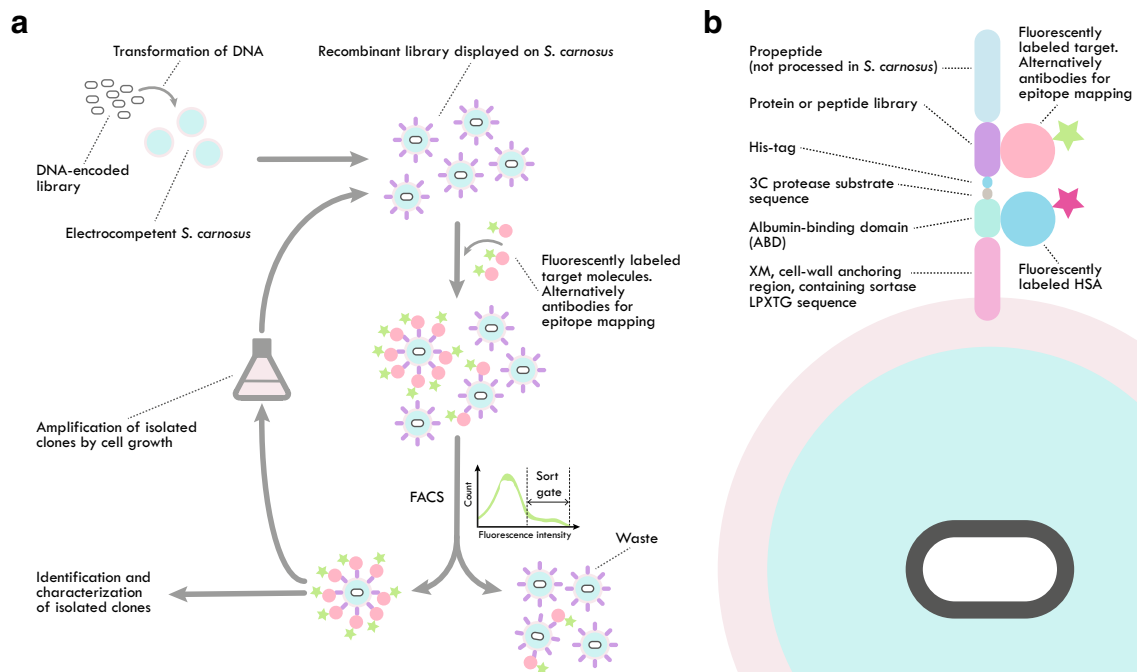 a
Transformation of DNA
Recombinant library displayed on S. carnosus
DNA-encoded
library
Electrocompetent S. carnosus
Fluorescently labeled
target molecules.
Alternatively
antibodies for
epitope mapping
Amplification of isolated
clones by cell growth
FACS
Count
Sort
gate
Fluorescence intensity
Waste
Identification and
characterization
of isolated clones
b
Propeptide
(not processed in S. carnosus)
Protein or peptide library
His-tag
3C protease substrate
sequence
Albumin-binding domain
(ABD)
XM, cell-wall anchoring
region, containing sortase
LPXTG sequence
Fluorescently
labeled target.
Alternatively
antibodies for
epitope mapping
Fluorescently
labeled HSA